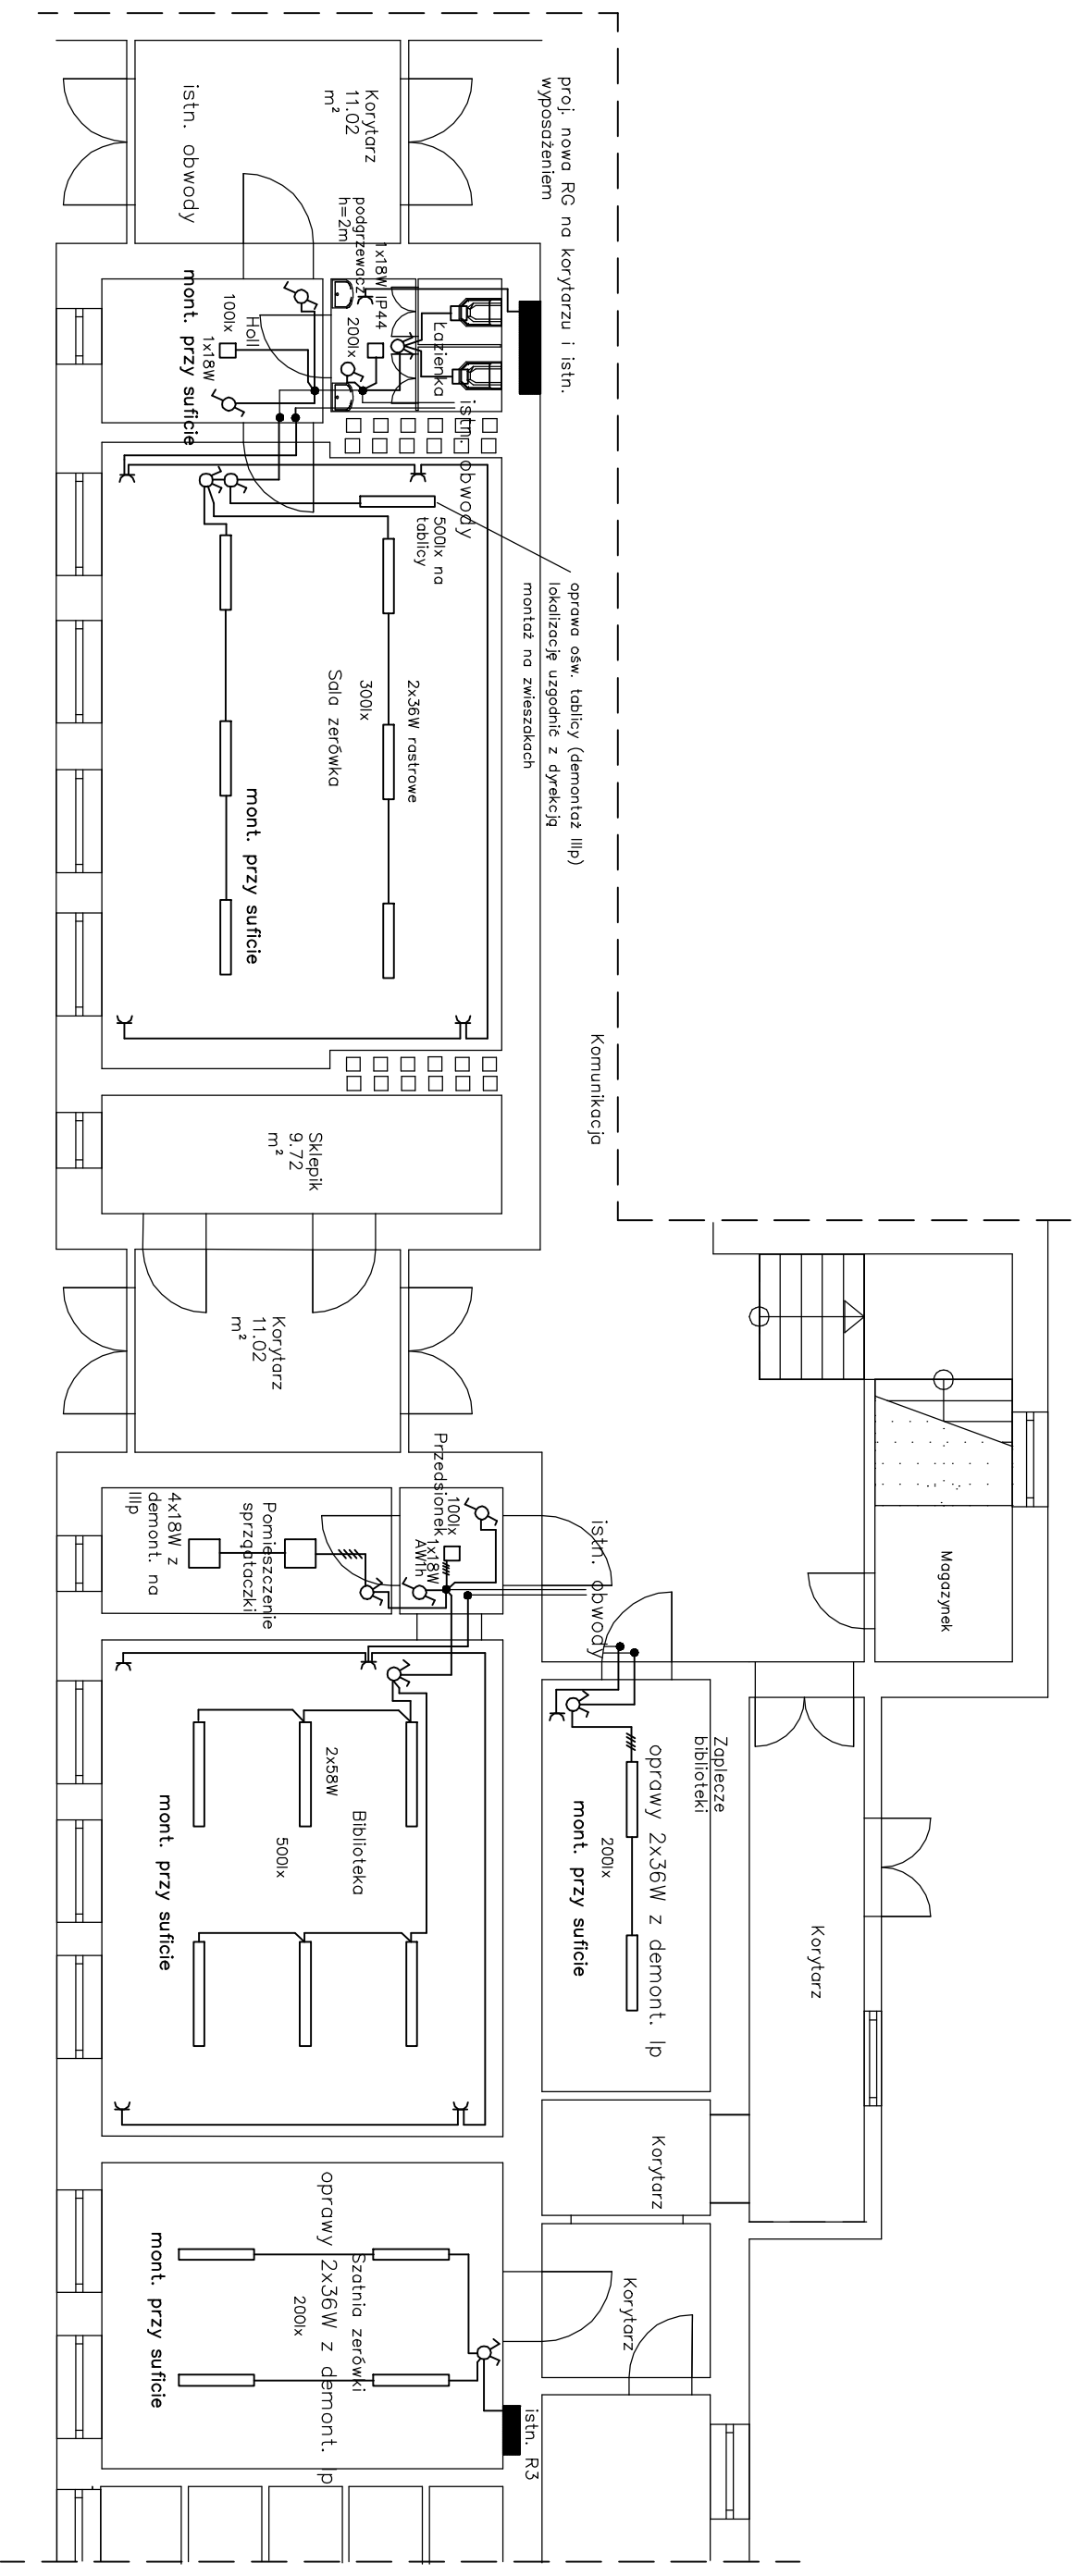 proj. nowa RG na korytarzu i istn.
wyposażeniem
Korytarz
11.02
m²
istn. obwody
1x18W IP44
podgrzewacz
h=2m
200lx
Łazienka
Holl
100lx
1x18W
mont. przy suficie
istn. obwody
500lx na
tablicy
oprawa ośw. tablicy (demontaż IIIp)
lokalizację uzgodnić z dyrekcją
montaż na zwieszakach
2x36W rastrowe
300lx
Sala zerówka
mont. przy suficie
Komunikacja
Sklepik
9.72
m²
Korytarz
11.02
m²
Magazynek
Przedsionek
100lx
1x18W
AW1h
istn. obwody
Pomieszczenie
sprzątaczki
4x18W z
demont. na
IIIp
Zaplecze
biblioteki
oprawy 2x36W z demont. Ip
200lx
mont. przy suficie
2x58W
Biblioteka
500lx
mont. przy suficie
Korytarz
Korytarz
Korytarz
Szatnia zerówki
oprawy 2x36W z demont. Ip
200lx
mont. przy suficie
istn. R3